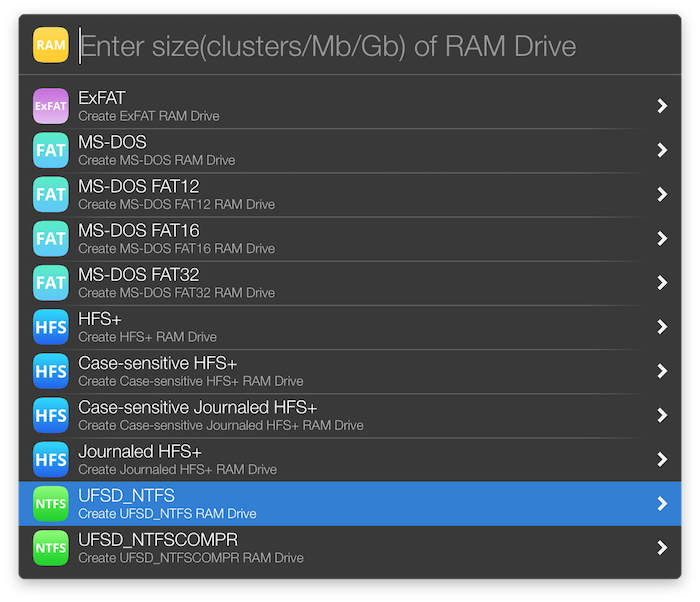 RAM Enter size(clusters/Mb/Gb) of RAM Drive
ExFAT ExFAT
Create ExFAT RAM Drive
FAT MS-DOS
Create MS-DOS RAM Drive
FAT MS-DOS FAT12
Create MS-DOS FAT12 RAM Drive
FAT MS-DOS FAT16
Create MS-DOS FAT16 RAM Drive
FAT MS-DOS FAT32
Create MS-DOS FAT32 RAM Drive
HFS HFS+
Create HFS+ RAM Drive
HFS Case-sensitive HFS+
Create Case-sensitive HFS+ RAM Drive
HFS Case-sensitive Journaled HFS+
Create Case-sensitive Journaled HFS+ RAM Drive
HFS Journaled HFS+
Create Journaled HFS+ RAM Drive
NTFS UFSD_NTFS
Create UFSD_NTFS RAM Drive
NTFS UFSD_NTFSCOMPR
Create UFSD_NTFSCOMPR RAM Drive